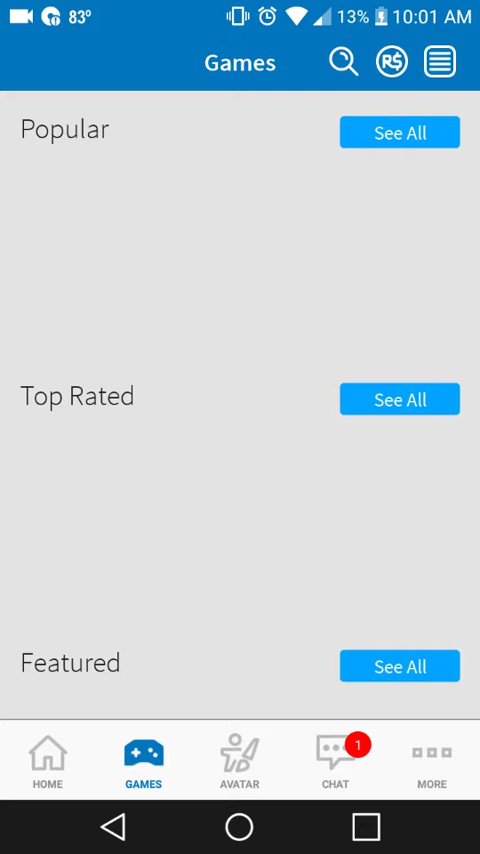 83º 13% 10:01 AM
Games R$
Popular See All
Top Rated See All
Featured See All
1
HOME GAMES AVATAR CHAT MORE